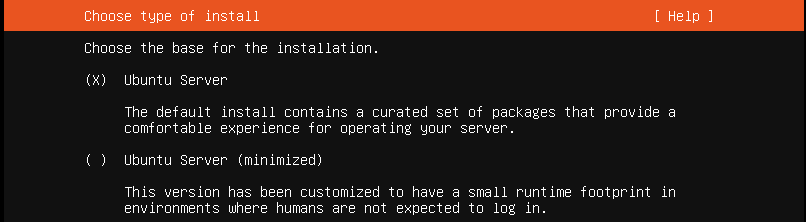 Choose type of install [ Help ]
Choose the base for the installation.
(X) Ubuntu Server
The default install contains a curated set of packages that provide a
comfortable experience for operating your server.
( ) Ubuntu Server (minimized)
This version has been customized to have a small runtime footprint in
environments where humans are not expected to log in.